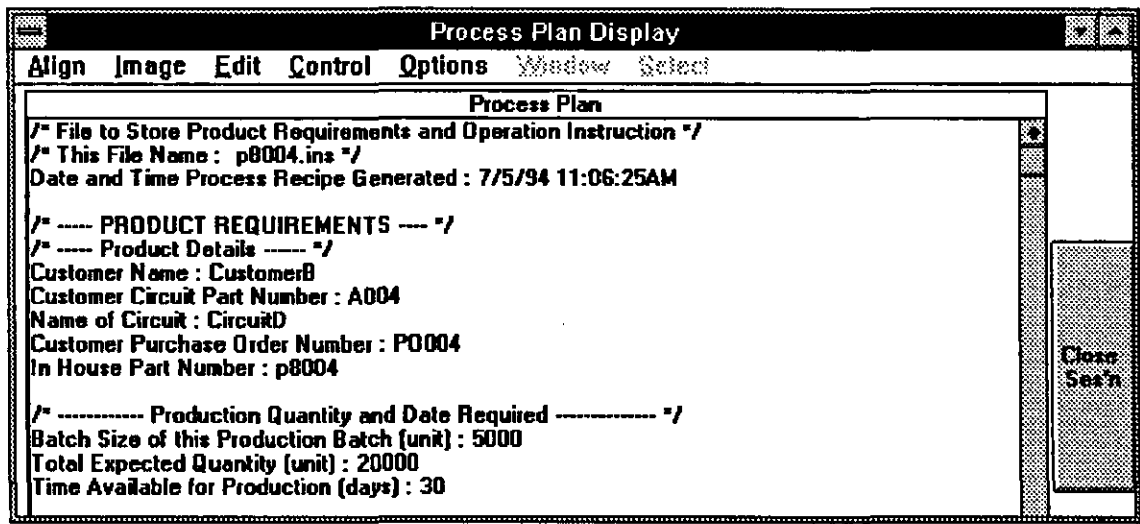 Process Plan Display
Align Image Edit Control Options Window Select
Process Plan
/* File to Store Product Requirements and Operation Instruction */
/* This File Name : p8004.ins */
Date and Time Process Recipe Generated : 7/5/94 11:06:25AM
/* ----- PRODUCT REQUIREMENTS ---- */
/* ----- Product Details ------ */
Customer Name : CustomerB
Customer Circuit Part Number : A004
Name of Circuit : CircuitD
Customer Purchase Order Number : PO004
In House Part Number : p8004
/* ------------ Production Quantity and Date Required -------------- */
Batch Size of this Production Batch (unit) : 5000
Total Expected Quantity (unit) : 20000
Time Available for Production (days) : 30
Close
Ses'n